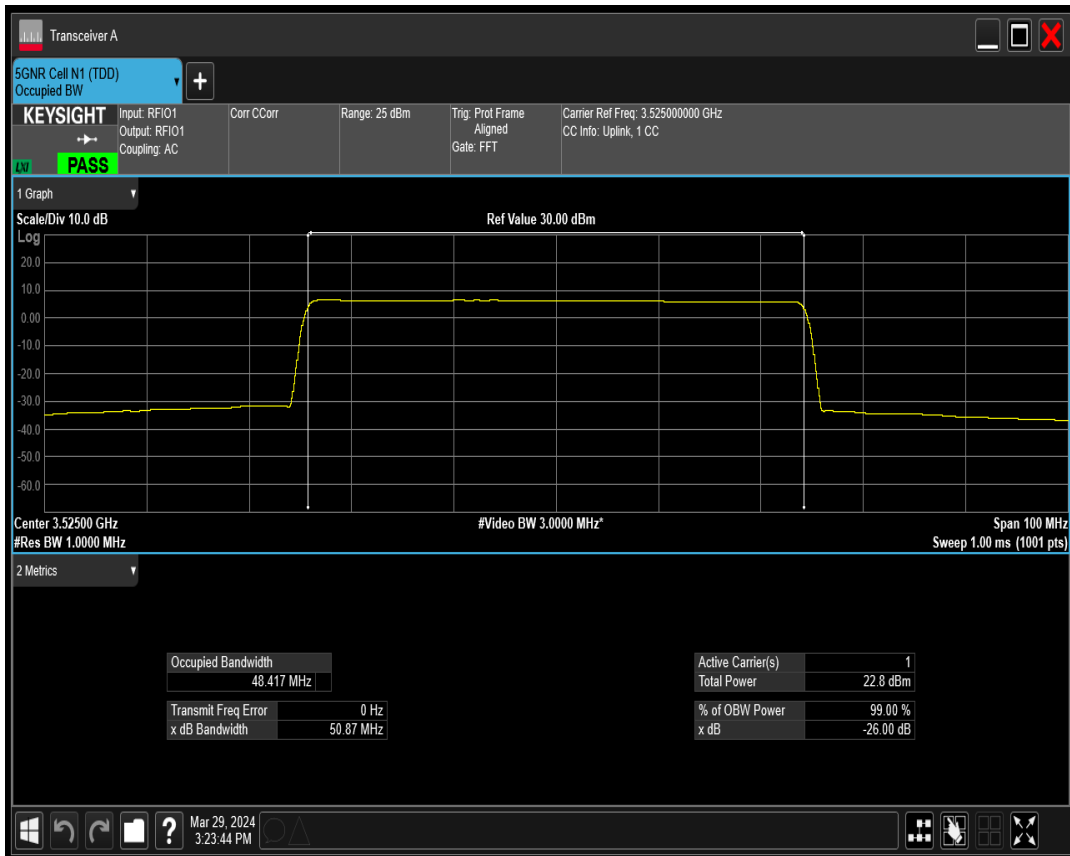 Transceiver A
5GNR Cell N1 (TDD)
Occupied BW
+
KEYSIGHT
LXI
PASS
Input: RFIO1
Output: RFIO1
Coupling: AC
Corr CCorr
Range: 25 dBm
Trig: Prot Frame
Aligned
Gate: FFT
Carrier Ref Freq: 3.525000000 GHz
CC Info: Uplink, 1 CC
1 Graph
Scale/Div 10.0 dB
Ref Value 30.00 dBm
Log
20.0
10.0
0.00
-10.0
-20.0
-30.0
-40.0
-50.0
-60.0
Center 3.52500 GHz
#Video BW 3.0000 MHz*
Span 100 MHz
#Res BW 1.0000 MHz
Sweep 1.00 ms (1001 pts)
2 Metrics
Occupied Bandwidth
48.417 MHz
Transmit Freq Error 0 Hz
x dB Bandwidth 50.87 MHz
Active Carrier(s) 1
Total Power 22.8 dBm
% of OBW Power 99.00 %
x dB -26.00 dB
?
Mar 29, 2024
3:23:44 PM